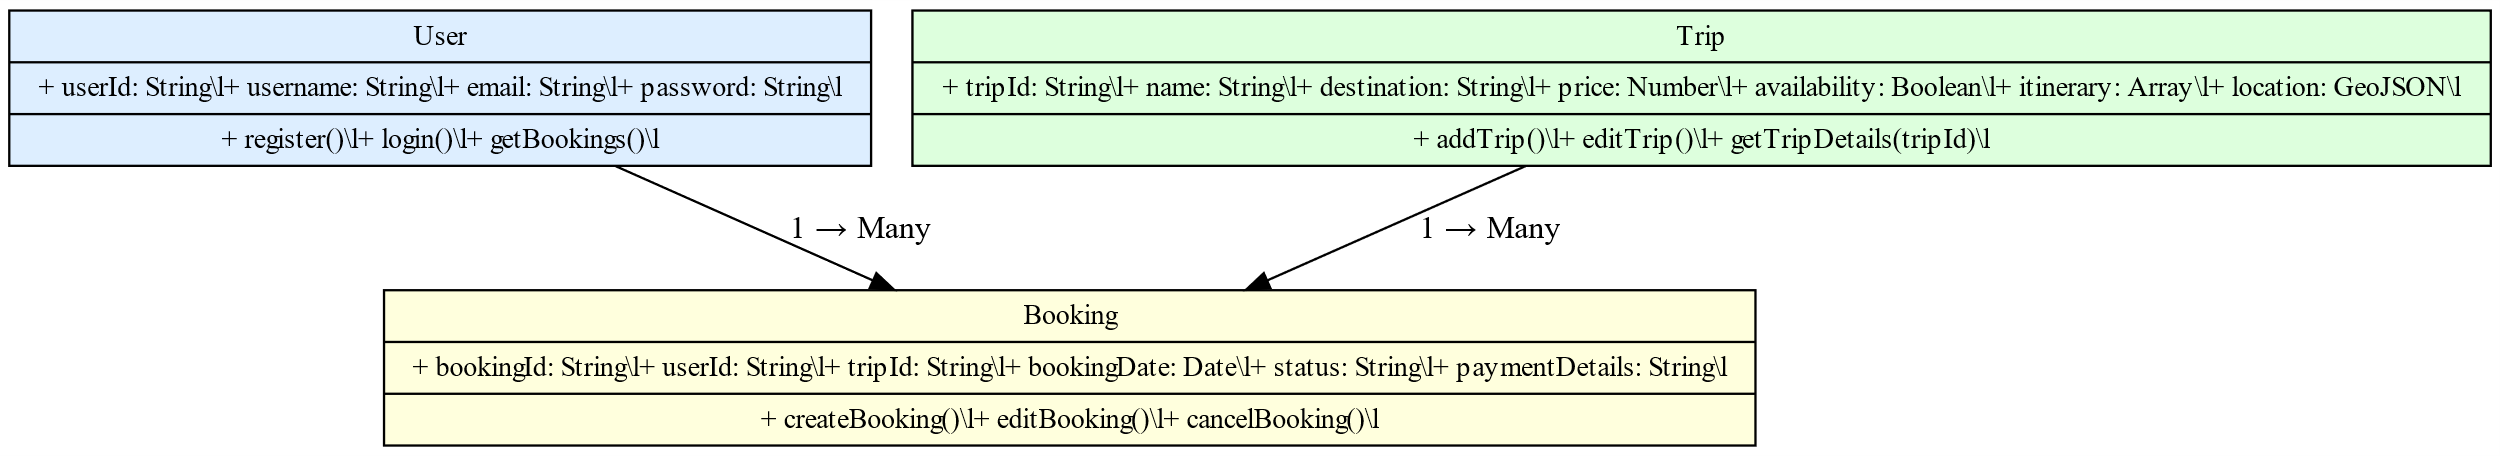 User
+ userId: String\l+ username: String\l+ email: String\l+ password: String\l
+ register()\l+ login()\l+ getBookings()\l
Trip
+ tripId: String\l+ name: String\l+ destination: String\l+ price: Number\l+ availability: Boolean\l+ itinerary: Array\l+ location: GeoJSON\l
+ addTrip()\l+ editTrip()\l+ getTripDetails(tripId)\l
1 → Many
1 → Many
Booking
+ bookingId: String\l+ userId: String\l+ tripId: String\l+ bookingDate: Date\l+ status: String\l+ paymentDetails: String\l
+ createBooking()\l+ editBooking()\l+ cancelBooking()\l